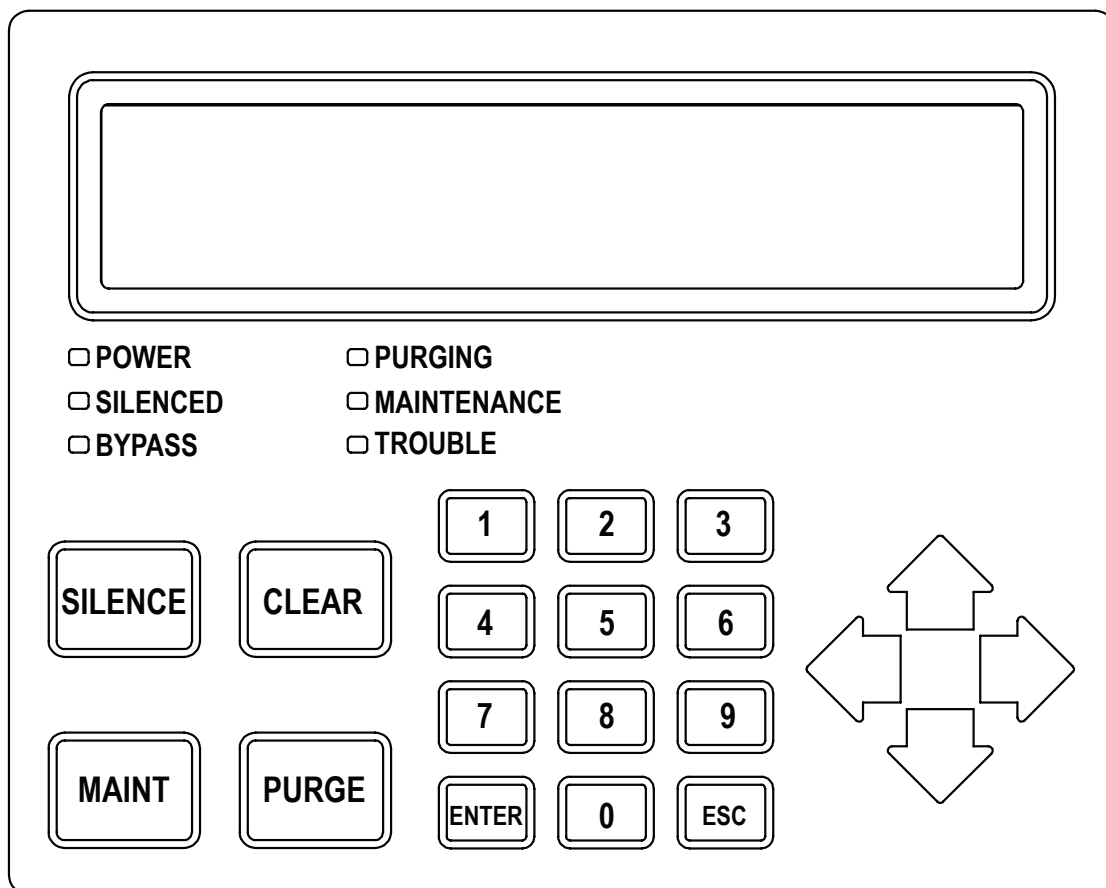 POWER PURGING
SILENCED MAINTENANCE
BYPASS TROUBLE
1 2 3
SILENCE CLEAR
4 5 6
7 8 9
MAINT PURGE
ENTER 0 ESC